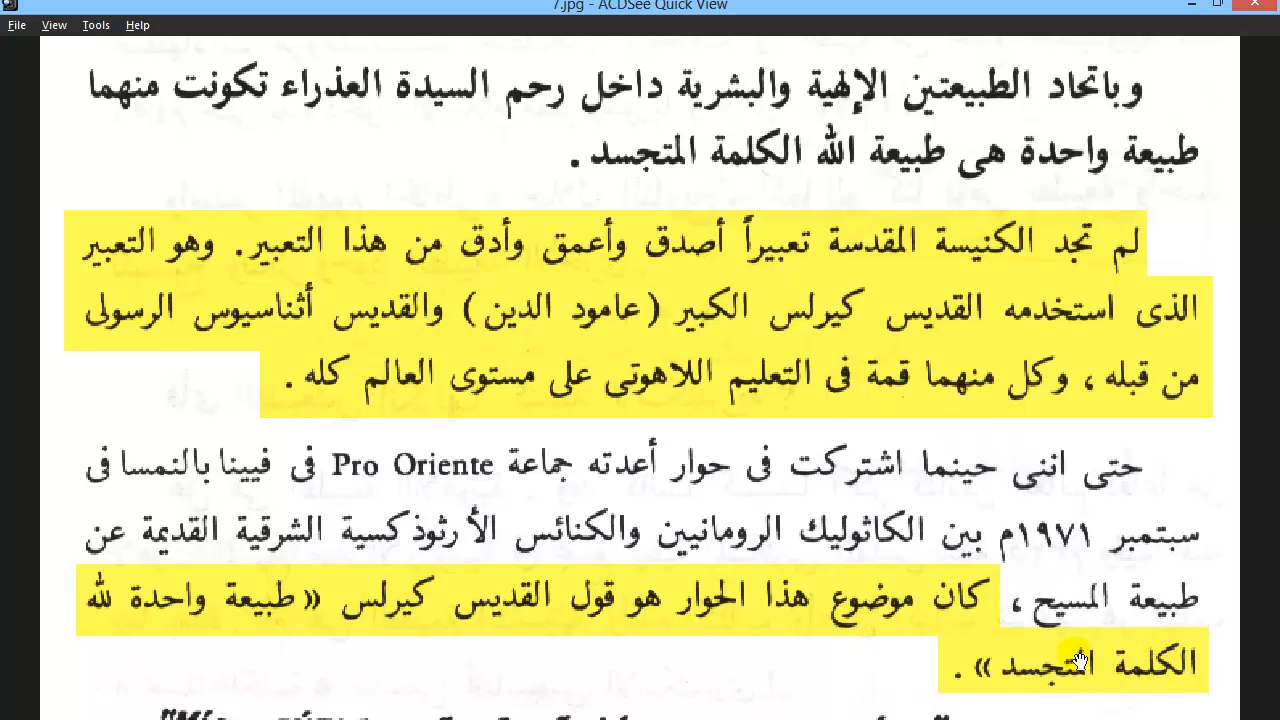 7.jpg - ACDSee Quick View
File View Tools Help
وباتحاد الطبيعتين الإلهية والبشرية داخل رحم السيدة العذراء تكونت منهما
طبيعة واحدة هى طبيعة الله الكلمة المتجسد .
لم تجد الكنيسة المقدسة تعبيراً أصدق وأعمق وأدق من هذا التعبير. وهو التعبير
الذى استخدمه القديس كيرلس الكبير (عامود الدين) والقديس أثناسيوس الرسولى
من قبله ، وكل منهما قمة فى التعليم اللاهوتى على مستوى العالم كله .
حتى اننى حينما اشتركت فى حوار أعدته جماعة Pro Oriente فى فيينا بالنمسا فى
سبتمبر ١٩٧١م بين الكاثوليك الرومانيين والكنائس الأرثوذكسية الشرقية القديمة عن
طبيعة المسيح ، كان موضوع هذا الحوار هو قول القديس كيرلس «طبيعة واحدة لله
الكلمة المتجسد» .